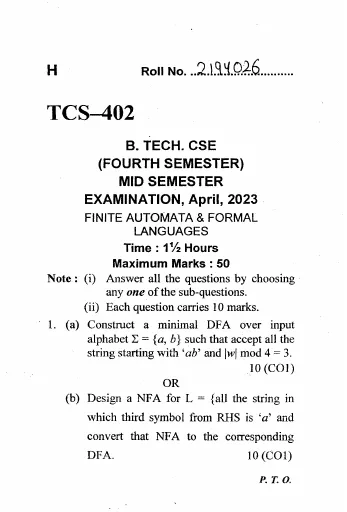 H Roll No. ..2194026..........
TCS–402
B. TECH. CSE
(FOURTH SEMESTER)
MID SEMESTER
EXAMINATION, April, 2023
FINITE AUTOMATA & FORMAL
LANGUAGES
Time : 1½ Hours
Maximum Marks : 50
Note : (i) Answer all the questions by choosing
any one of the sub-questions.
(ii) Each question carries 10 marks.
1. (a) Construct a minimal DFA over input
alphabet Σ = {a, b} such that accept all the
string starting with ‘ab’ and |w| mod 4 = 3.
10 (CO1)
OR
(b) Design a NFA for L = {all the string in
which third symbol from RHS is ‘a’ and
convert that NFA to the corresponding
DFA. 10 (CO1)
P. T. O.